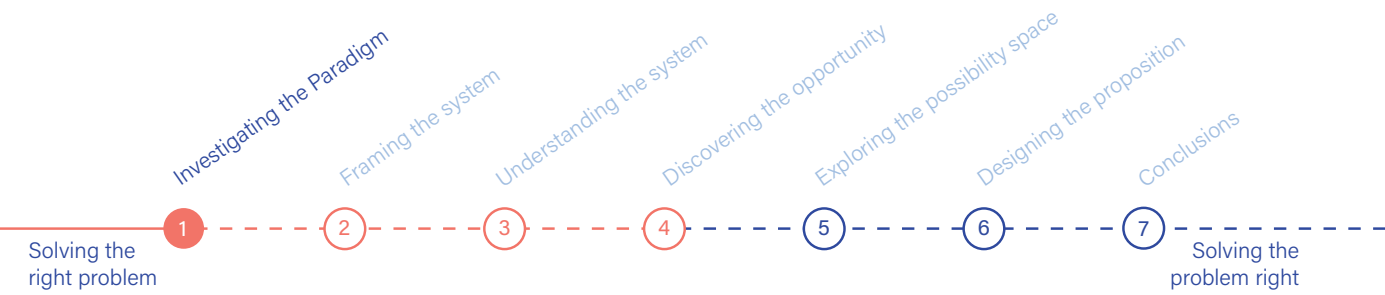 Investigating the Paradigm
Framing the system
Understanding the system
Discovering the opportunity
Exploring the possibility space
Designing the proposition
Conclusions
1
2
3
4
5
6
7
Solving the
right problem
Solving the
problem right